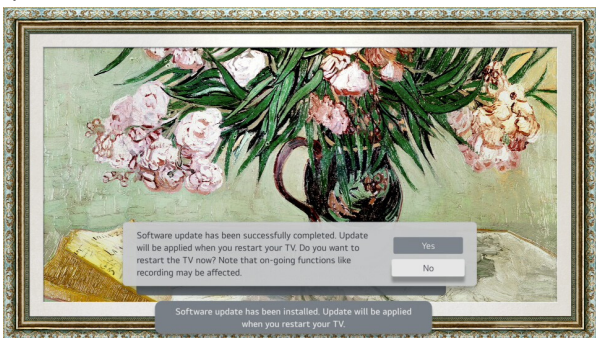 Software update has been successfully completed. Update
will be applied when you restart your TV. Do you want to
restart the TV now? Note that on-going functions like
recording may be affected.
Yes
No
Software update has been installed. Update will be applied
when you restart your TV.